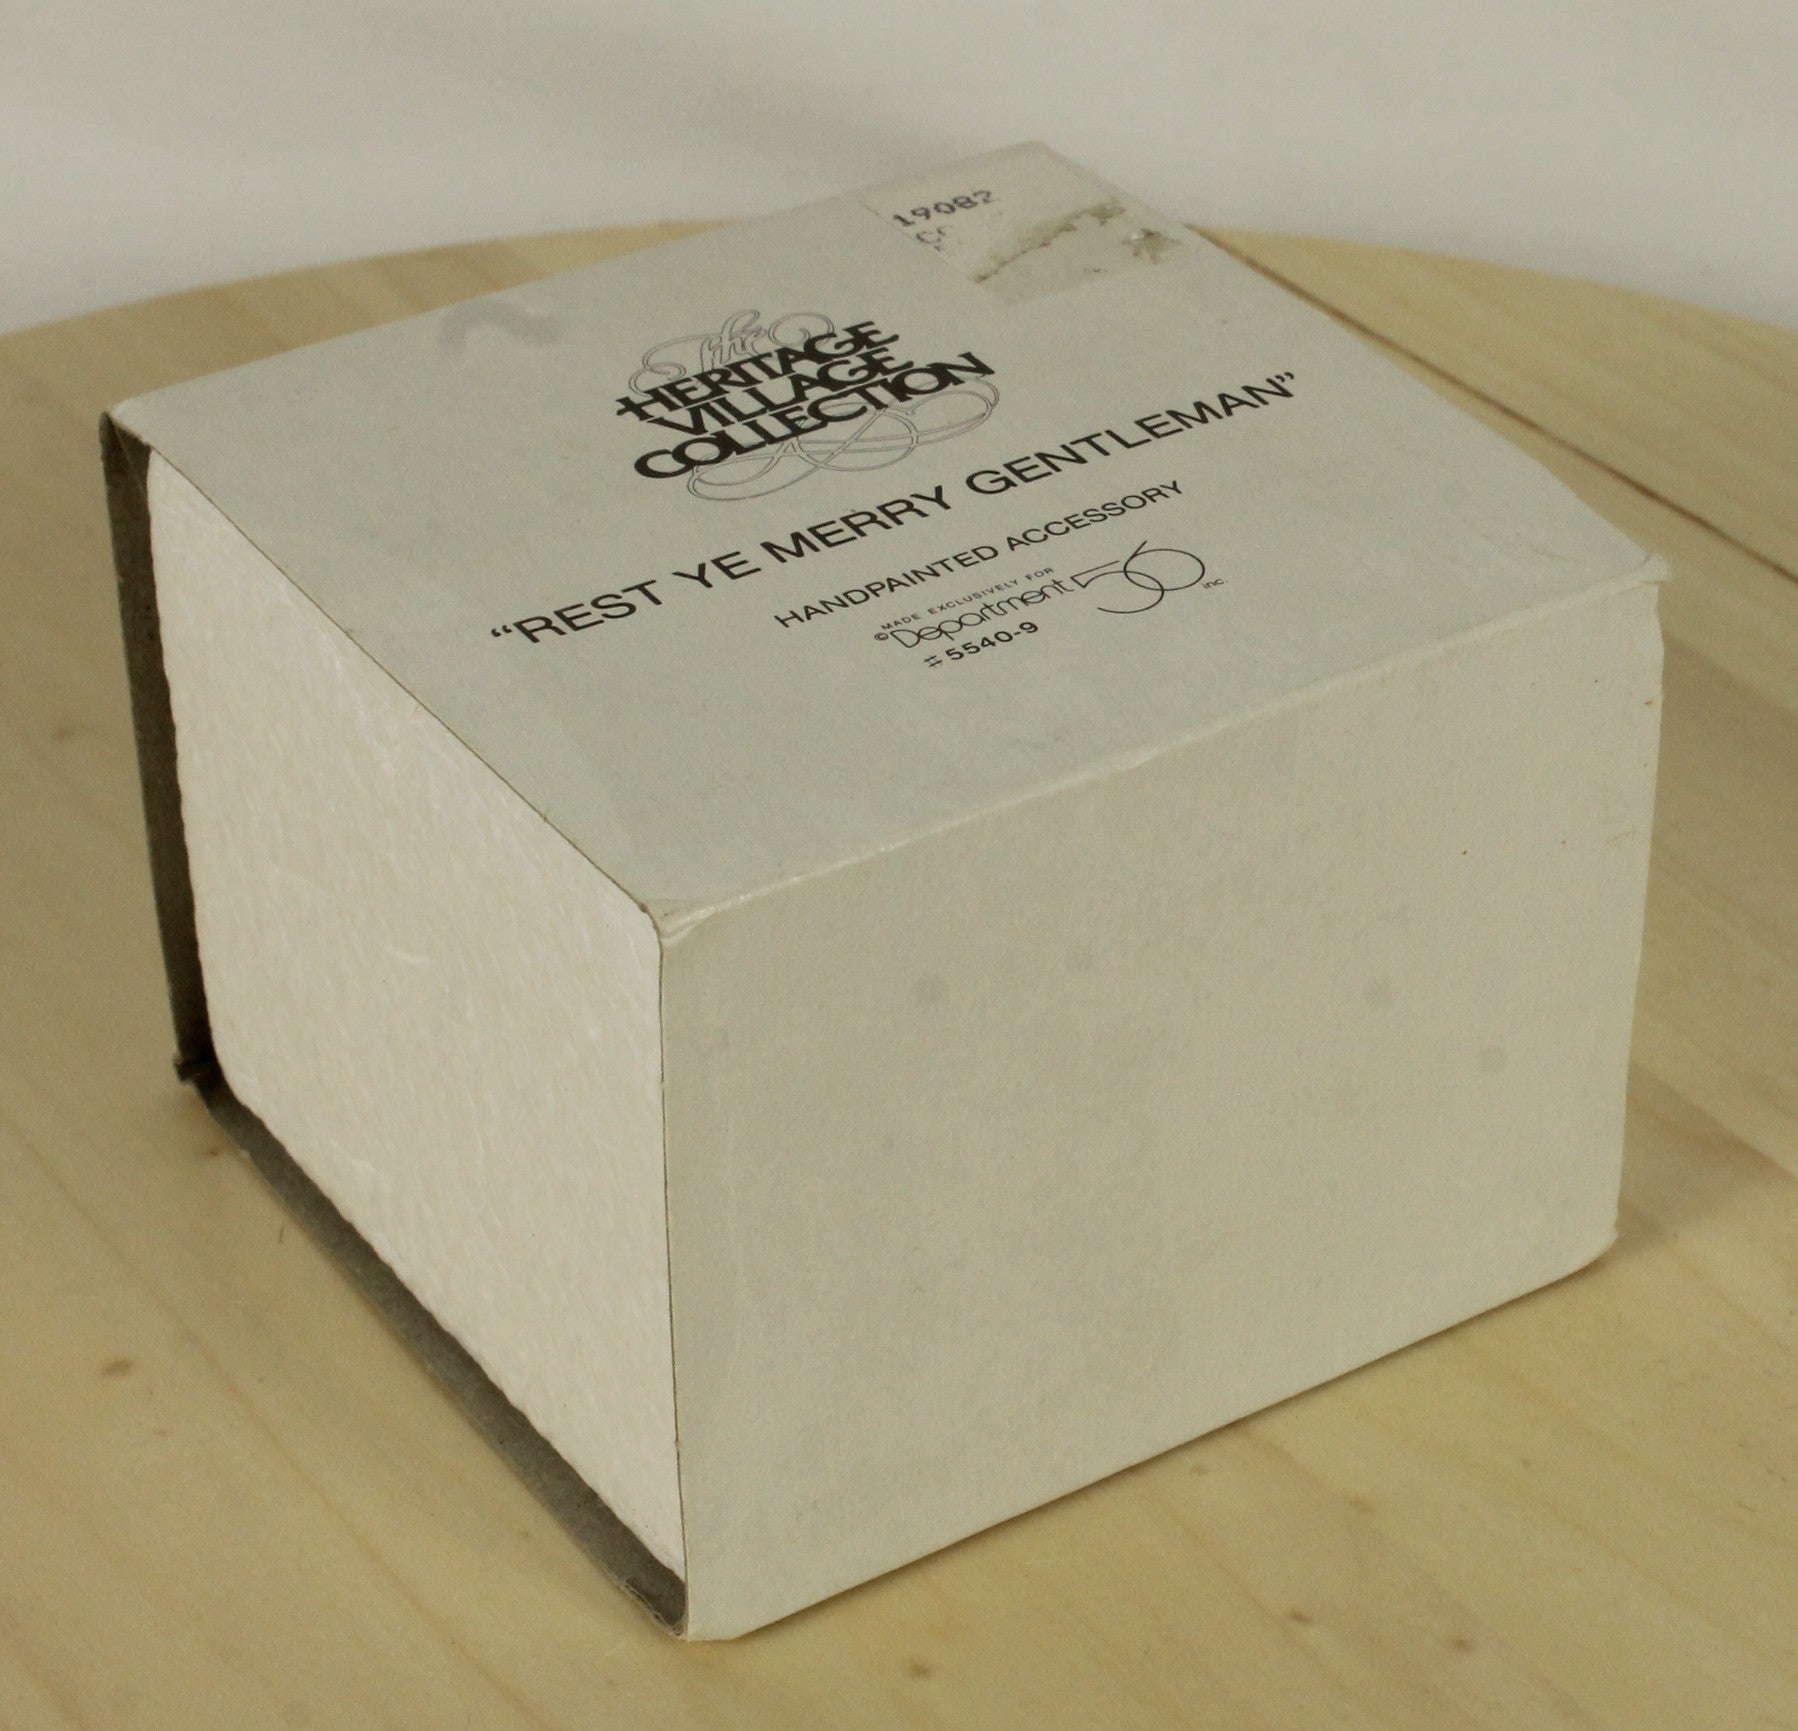 19082
The
HERITAGE
VILLAGE
COLLECTION
“REST YE MERRY GENTLEMAN”
HANDPAINTED ACCESSORY
MADE EXCLUSIVELY FOR
©Department 56 inc.
#5540-9